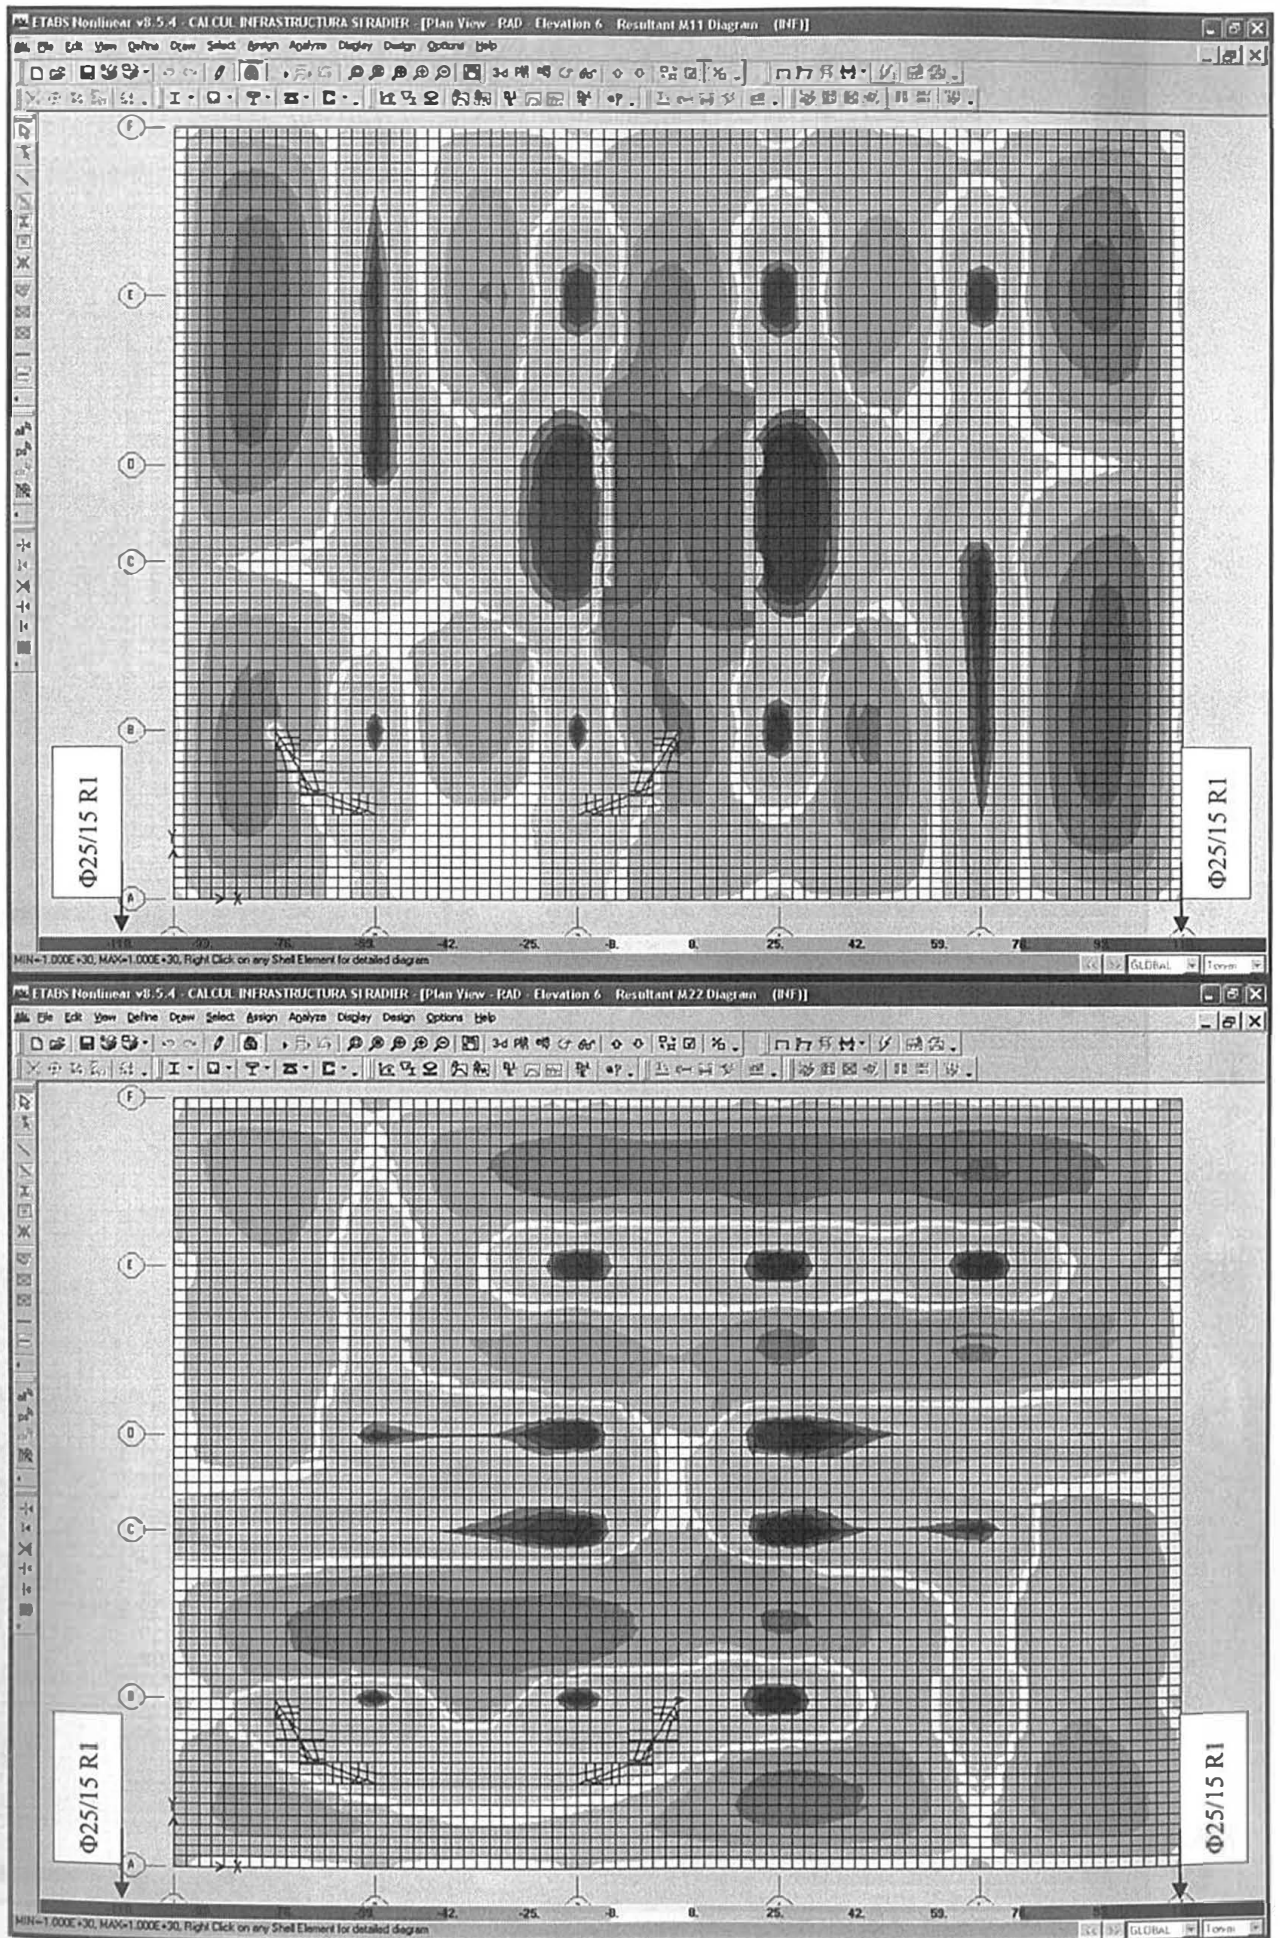 ETABS Nonlinear v8.5.4 - CALCUL INFRASTRUCTURA SI RADIER - [Plan View - RAD - Elevation 6 Resultant M11 Diagram (INF)]
File Edit View Define Draw Select Assign Analyze Display Design Options Help
F
E
D
C
B
A
Y
X
Φ25/15 R1
Φ25/15 R1
-110. -93. -76. -59. -42. -25. -8. 8. 25. 42. 59. 76. 93.
MIN=-1.000E+30, MAX=1.000E+30, Right Click on any Shell Element for detailed diagram
GLOBAL
Ton-m
ETABS Nonlinear v8.5.4 - CALCUL INFRASTRUCTURA SI RADIER - [Plan View - RAD - Elevation 6 Resultant M22 Diagram (INF)]
File Edit View Define Draw Select Assign Analyze Display Design Options Help
F
E
D
C
B
A
Y
X
Φ25/15 R1
Φ25/15 R1
-42. -25. -8. 8. 25. 42. 59. 76.
MIN=-1.000E+30, MAX=1.000E+30, Right Click on any Shell Element for detailed diagram
GLOBAL
Ton-m